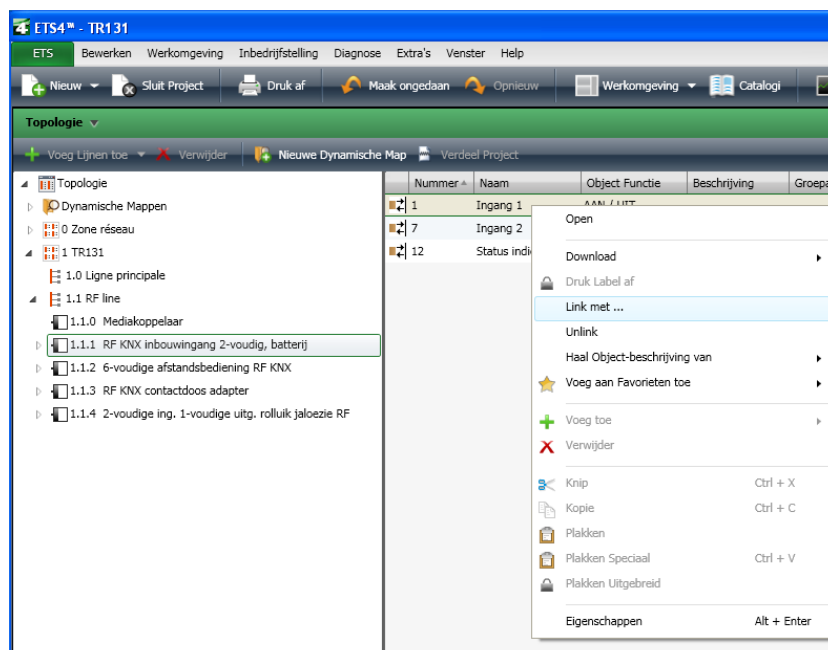 ETS4™ - TR131
ETS Bewerken Werkomgeving Inbedrijfstelling Diagnose Extra's Venster Help
Nieuw Sluit Project Druk af Maak ongedaan Opnieuw Werkomgeving Catalogi
Topologie
Voeg Lijnen toe Verwijder Nieuwe Dynamische Map Verdeel Project
Topologie
Dynamische Mappen
0 Zone réseau
1 TR131
1.0 Ligne principale
1.1 RF line
1.1.0 Mediakoppelaar
1.1.1 RF KNX inbouwingang 2-voudig, batterij
1.1.2 6-voudige afstandsbediening RF KNX
1.1.3 RF KNX contactdoos adapter
1.1.4 2-voudige ing. 1-voudige uitg. rolluik jaloezie RF
Nummer Naam Object Functie Beschrijving Groepa
1 Ingang 1 AAN / UIT
7 Ingang 2
12 Status indi
Open
Download
Druk Label af
Link met ...
Unlink
Haal Object-beschrijving van
Voeg aan Favorieten toe
Voeg toe
Verwijder
Knip Ctrl + X
Kopie Ctrl + C
Plakken
Plakken Speciaal Ctrl + V
Plakken Uitgebreid
Eigenschappen Alt + Enter